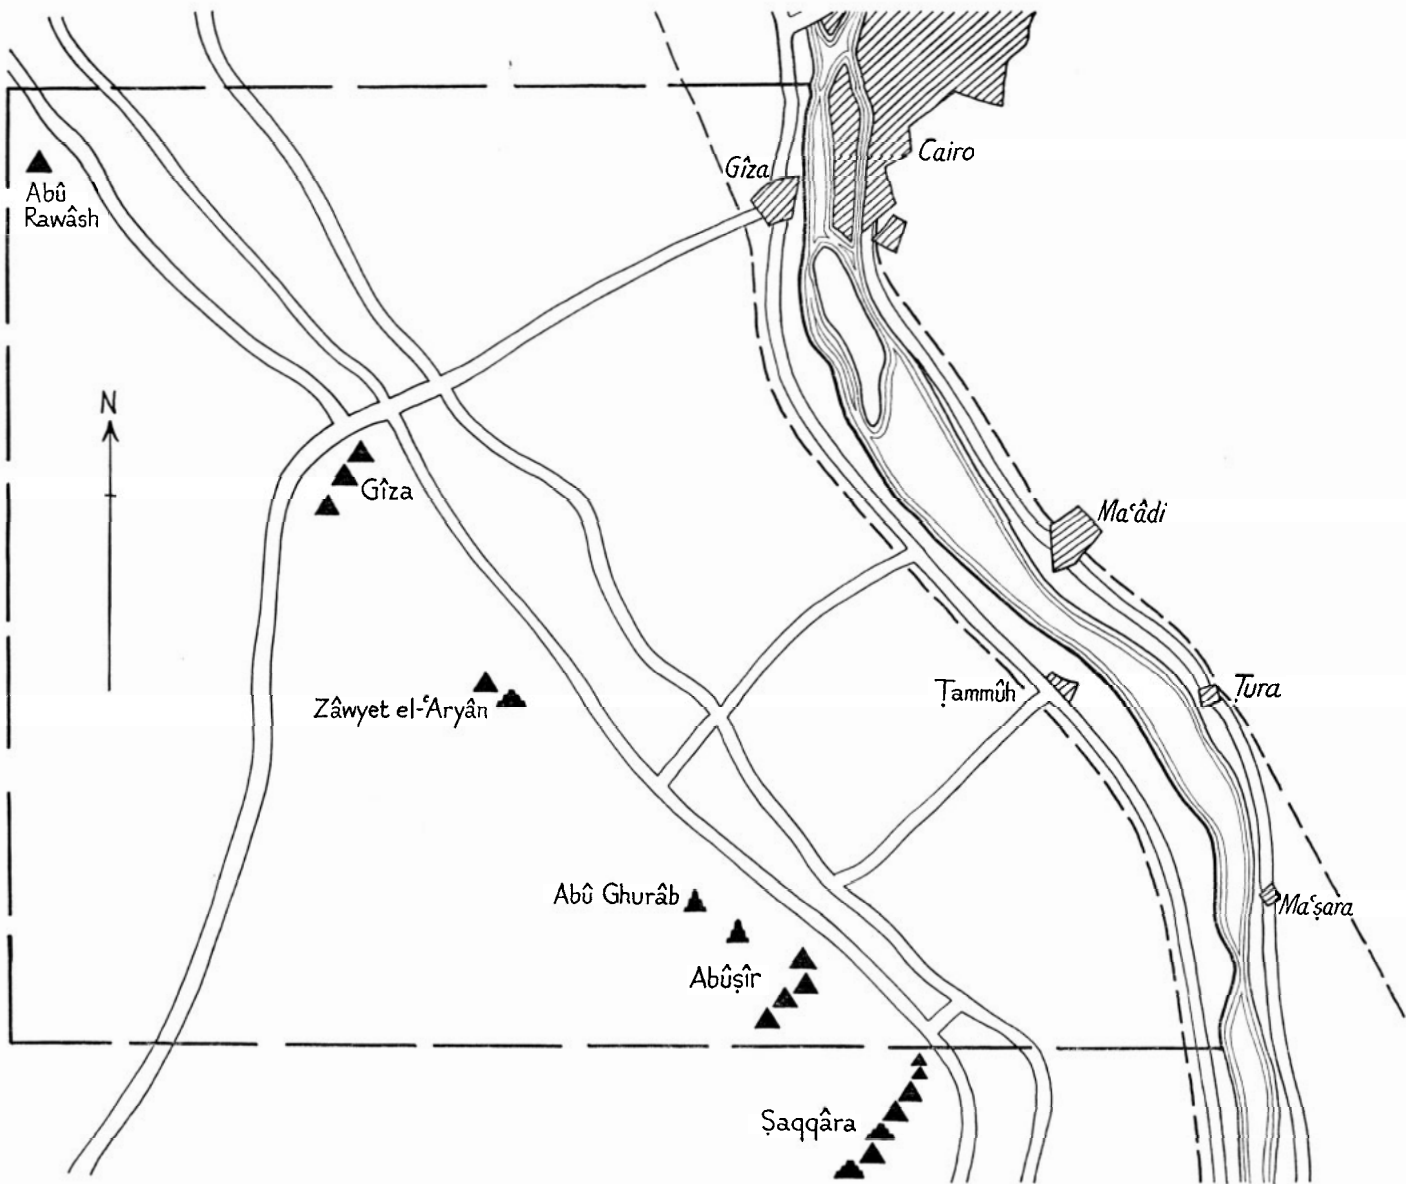 Cairo
Gîza
Abû
Rawâsh
N
Gîza
Maʿâdi
Zâwyet el-ʿAryân
Ṭammûh
Ṭura
Abû Ghurâb
Maʿṣara
Abûṣîr
Ṣaqqâra